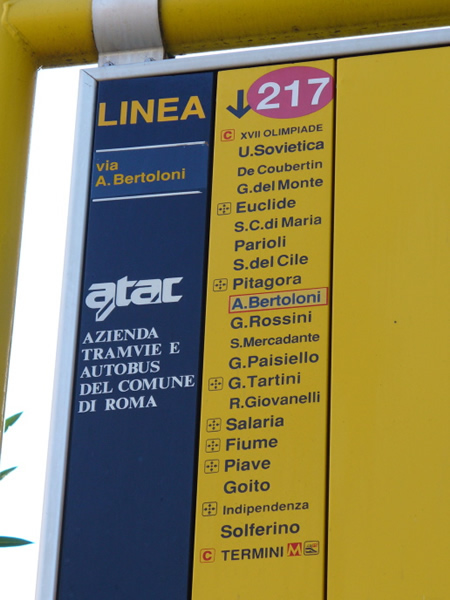 LINEA
via
A. Bertoloni
atac
AZIENDA
TRAMVIE E
AUTOBUS
DEL COMUNE
DI ROMA
217
C XVII OLIMPIADE
U.Sovietica
De Coubertin
G.del Monte
Euclide
S.C.di Maria
Parioli
S.del Cile
Pitagora
A.Bertoloni
G.Rossini
S.Mercadante
G.Paisiello
G.Tartini
R.Giovanelli
Salaria
Fiume
Piave
Goito
Indipendenza
Solferino
C TERMINI M